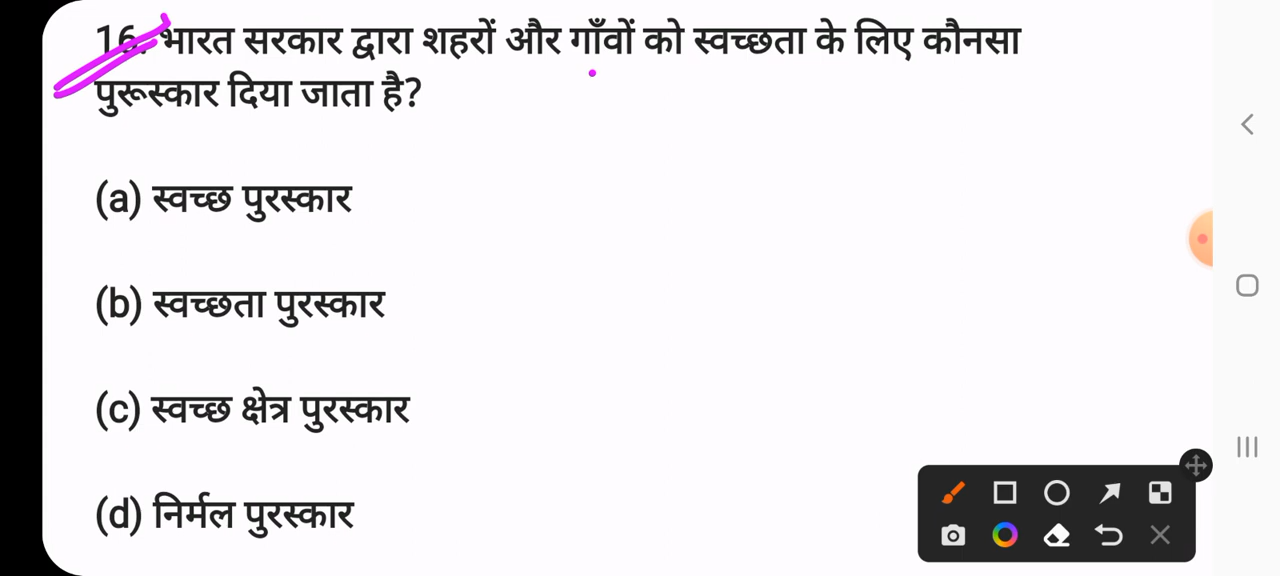 16. भारत सरकार द्वारा शहरों और गाँवों को स्वच्छता के लिए कौनसा
पुरूस्कार दिया जाता है?
(a) स्वच्छ पुरस्कार
(b) स्वच्छता पुरस्कार
(c) स्वच्छ क्षेत्र पुरस्कार
(d) निर्मल पुरस्कार